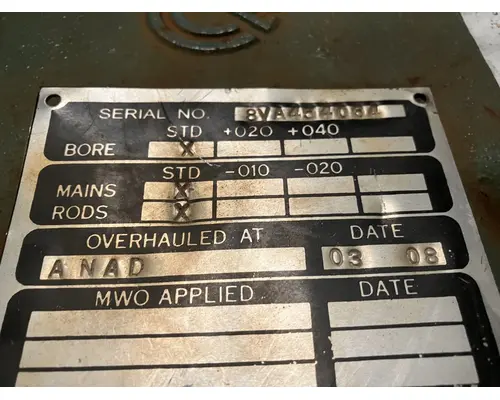 SERIAL NO. 8VA454084
STD +020 +040
BORE X
STD -010 -020
MAINS X
RODS X
OVERHAULED AT DATE
ANAD 03 08
MWO APPLIED DATE